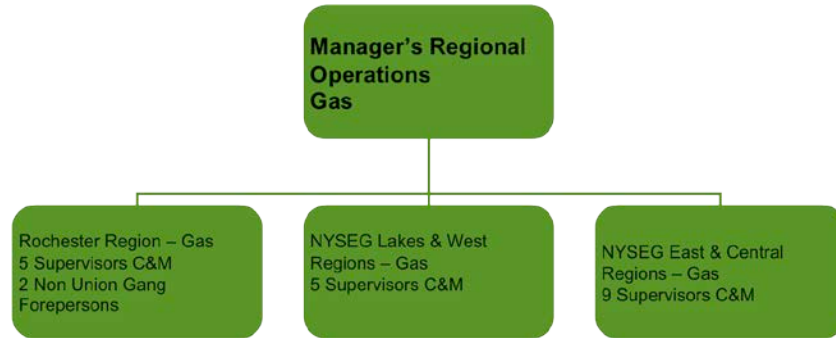 Manager’s Regional
Operations
Gas
Rochester Region – Gas
5 Supervisors C&M
2 Non Union Gang
Forepersons
NYSEG Lakes & West
Regions – Gas
5 Supervisors C&M
NYSEG East & Central
Regions – Gas
9 Supervisors C&M